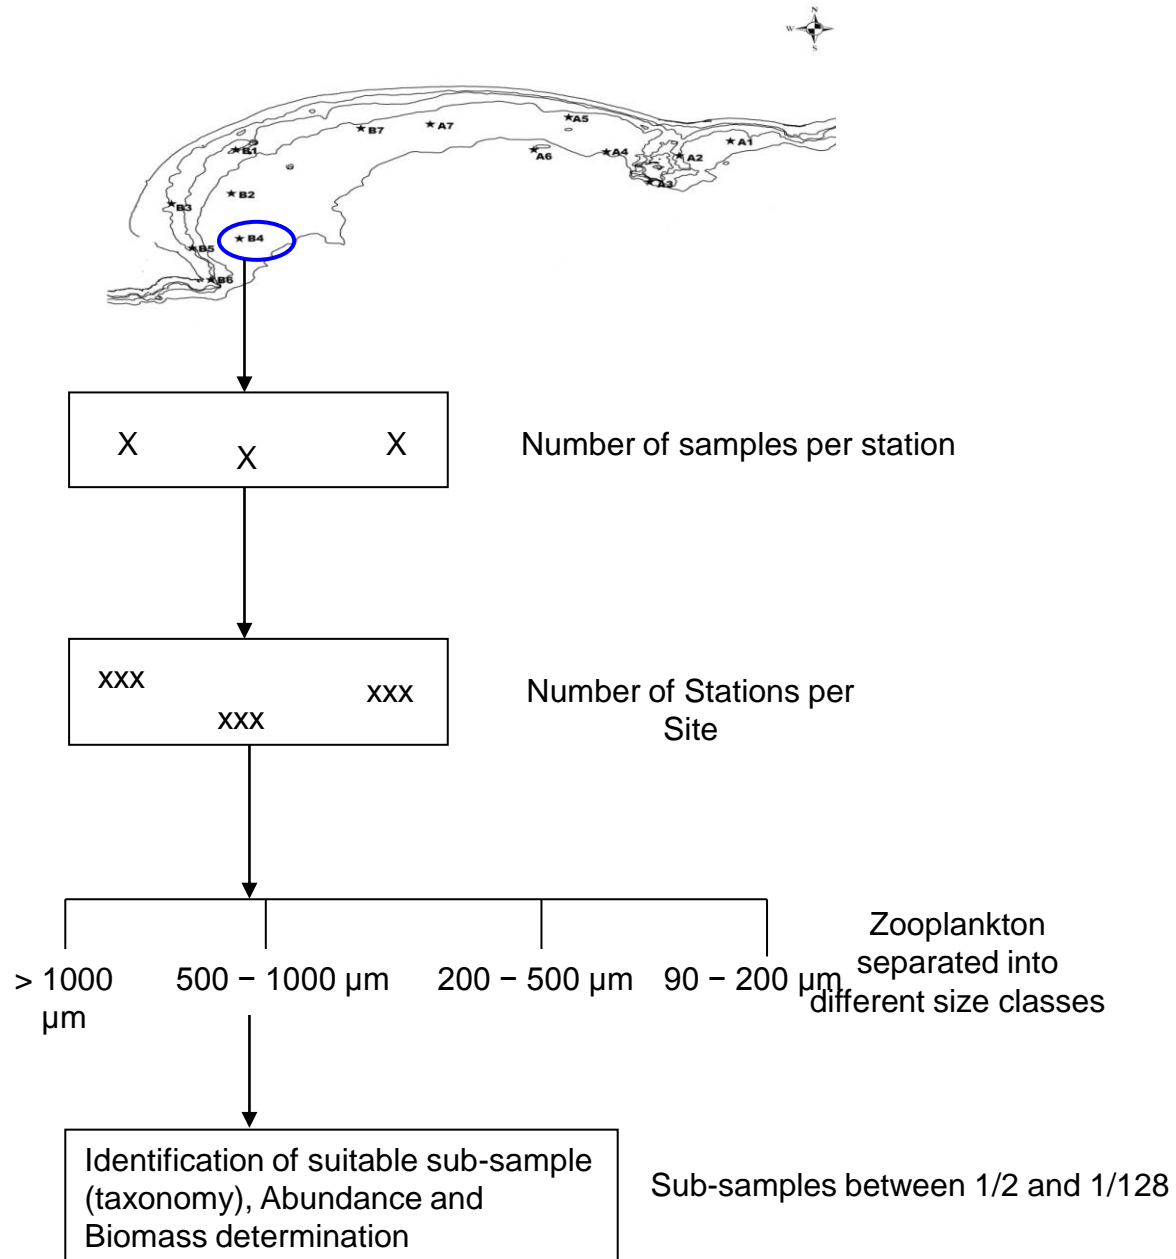 N
W
S
A5
B7
A7
A1
B1
A4
A2
A6
A3
B2
B3
B4
B5
B6
X X X
Number of samples per station
xxx xxx xxx
Number of Stations per
Site
> 1000
µm
500 – 1000 µm
200 – 500 µm
90 – 200 µm
Zooplankton
separated into
different size classes
Identification of suitable sub-sample
(taxonomy), Abundance and
Biomass determination
Sub-samples between 1/2 and 1/128